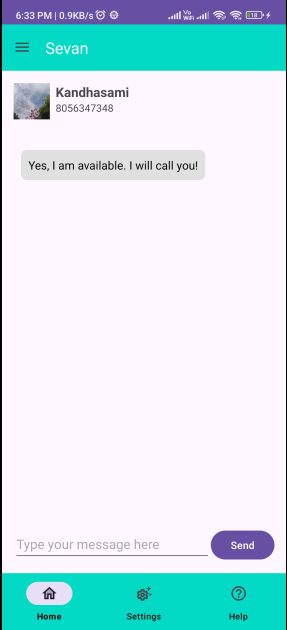 6:33 PM | 0.9KB/s
Vo
WiFi
18
Sevan
Kandhasami
8056347348
Yes, I am available. I will call you!
Type your message here
Send
Home
Settings
Help